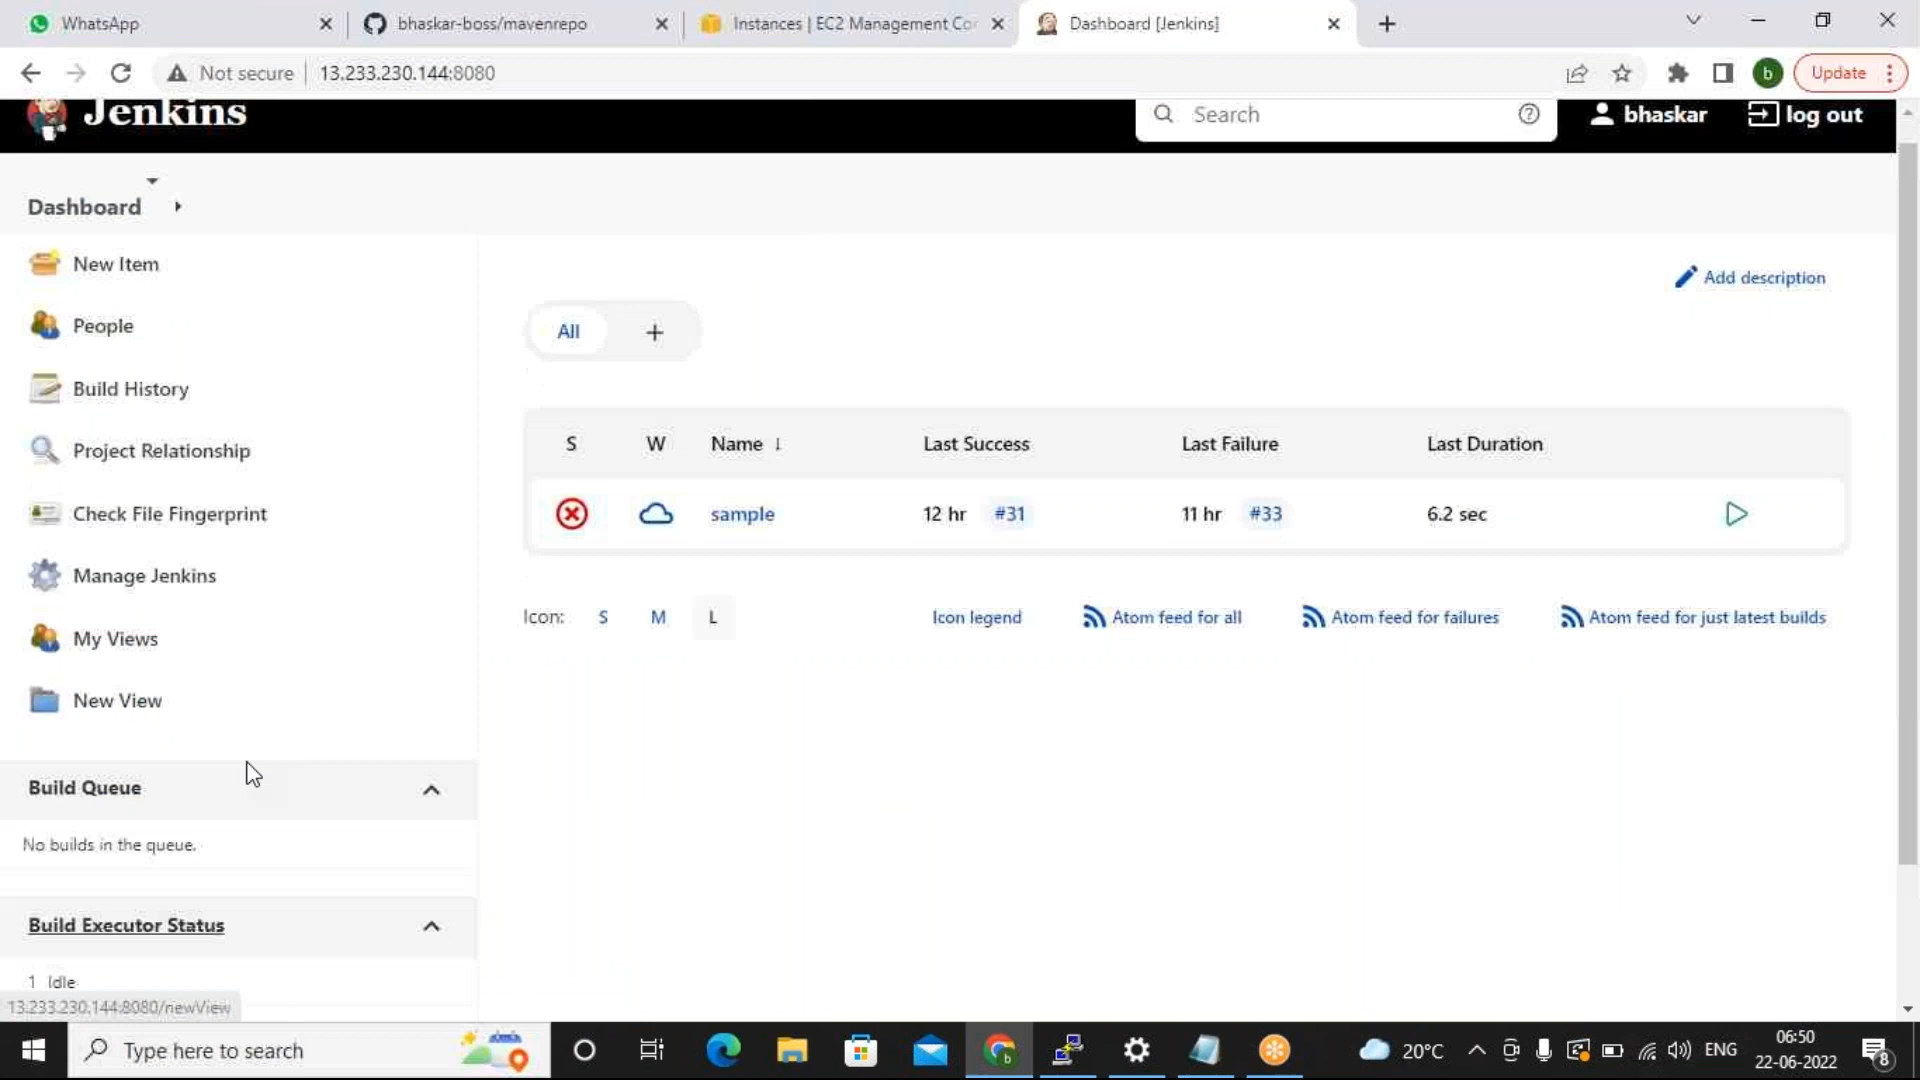 WhatsApp
bhaskar-boss/mavenrepo
Instances | EC2 Management Co
Dashboard [Jenkins]
Not secure
13.233.230.144:8080
b
Update
Jenkins
Search
bhaskar
log out
Dashboard
New Item
People
Build History
Project Relationship
Check File Fingerprint
Manage Jenkins
My Views
New View
Build Queue
No builds in the queue.
Build Executor Status
1 Idle
13.233.230.144:8080/newView
Add description
All +
S W Name ↓ Last Success Last Failure Last Duration
sample 12 hr #31 11 hr #33 6.2 sec
Icon: S M L Icon legend Atom feed for all Atom feed for failures Atom feed for just latest builds
Type here to search
b
20°C
ENG
06:50
22-06-2022
8